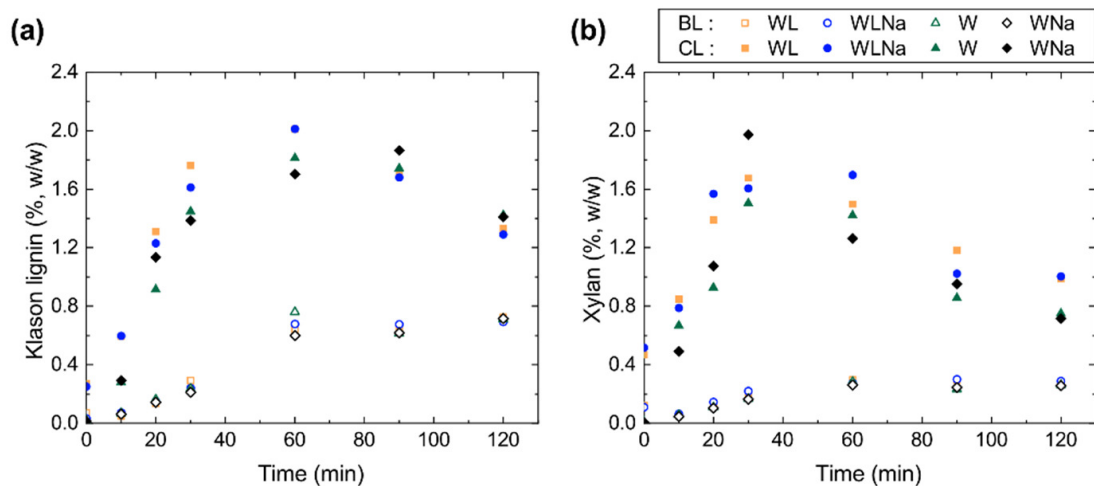 (a)
(b)
BL : WL WLNa W WNa
CL : WL WLNa W WNa
2.4
2.0
1.6
1.2
0.8
0.4
0.0
Klason lignin (%, w/w)
0 20 40 60 80 100 120
Time (min)
2.4
2.0
1.6
1.2
0.8
0.4
0.0
Xylan (%, w/w)
0 20 40 60 80 100 120
Time (min)